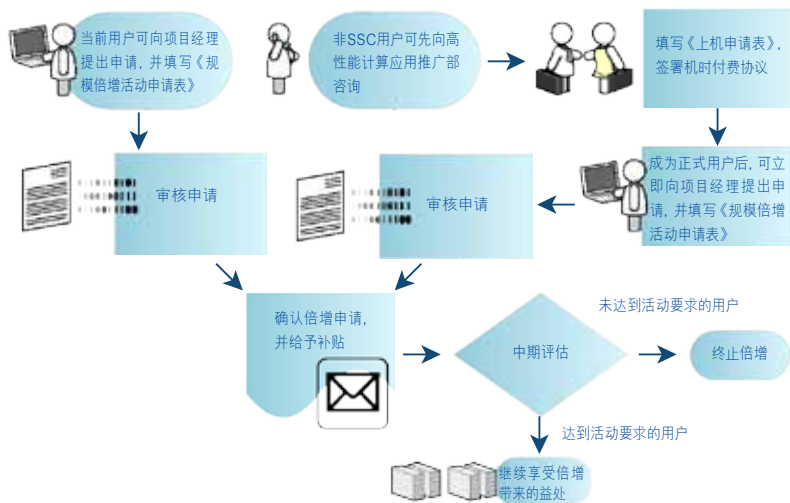 当前用户可向项目经理
提出申请,并填写《规
模倍增活动申请表》
非SSC用户可先向高
性能计算应用推广部
咨询
填写《上机申请表》,
签署机时付费协议
成为正式用户后,可立
即向项目经理提出申
请,并填写《规模倍增
活动申请表》
审核申请
审核申请
确认倍增申请,
并给予补贴
中期评估
未达到活动要求的用户
终止倍增
达到活动要求的用户
继续享受倍增
带来的益处